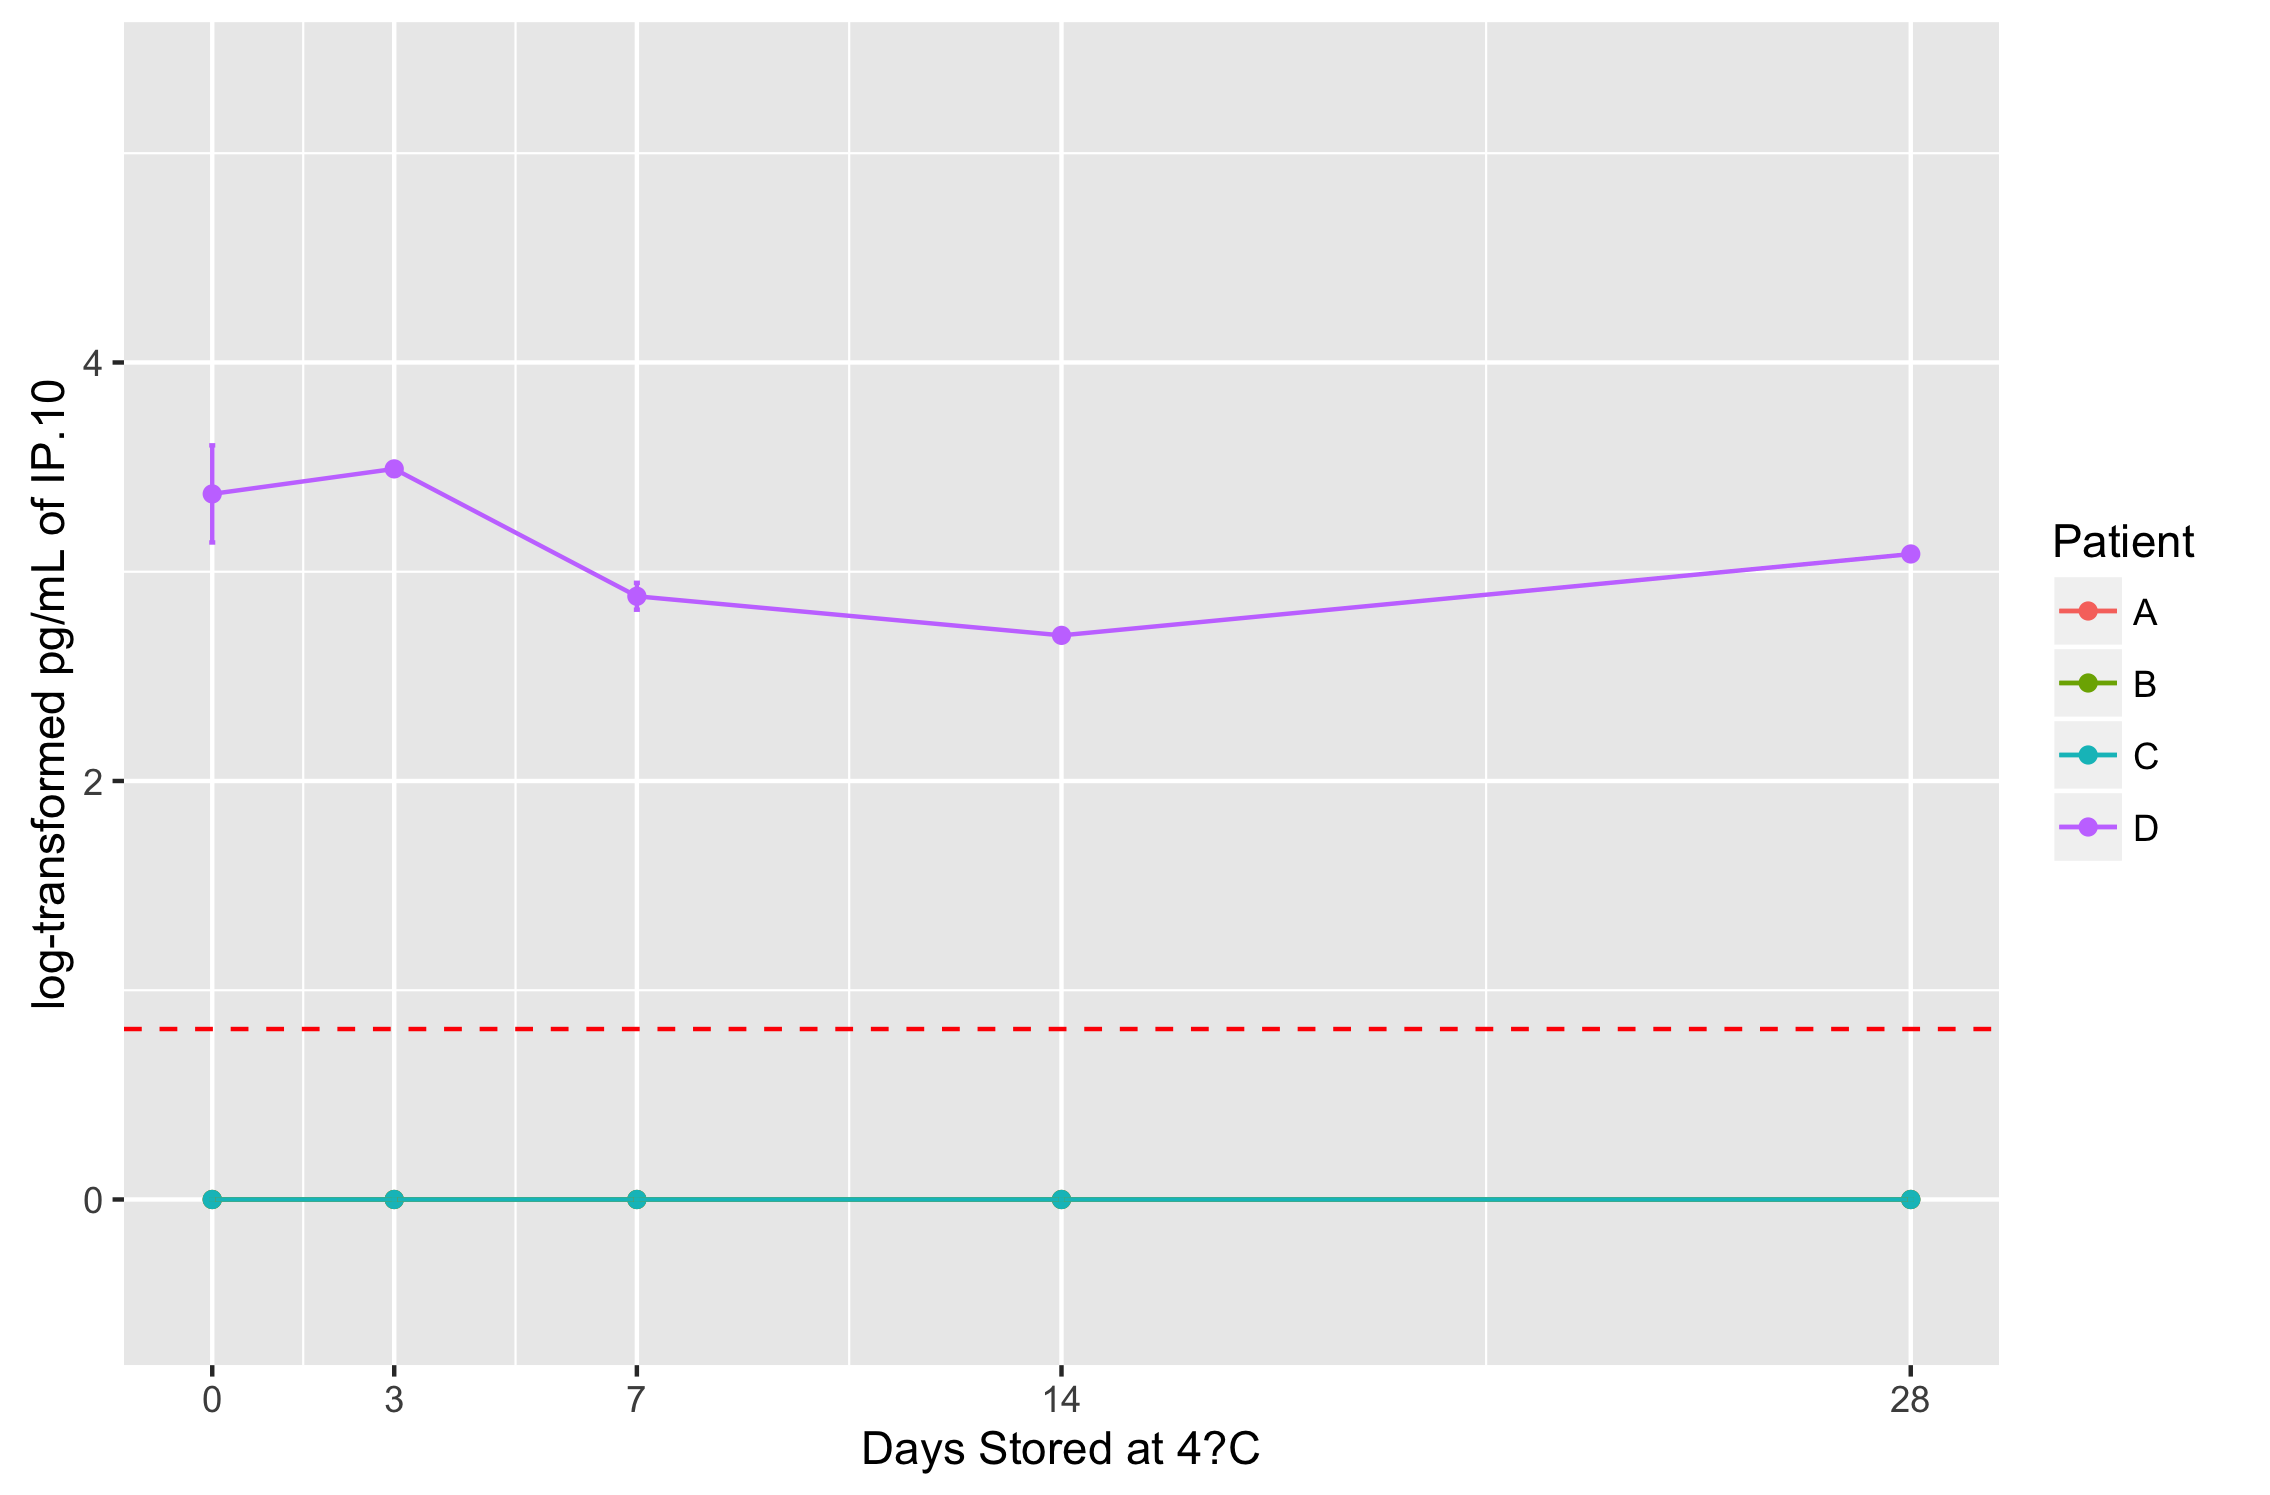 log-transformed pg/mL of IP.10
4
2
0
0 3 7 14 28
Days Stored at 4?C
Patient
A
B
C
D